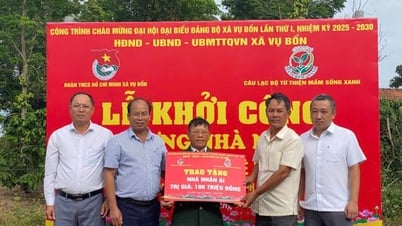 CÔNG TRÌNH CHÀO MỪNG ĐẠI HỘI ĐẠI BIỂU ĐẢNG BỘ XÃ VỤ BỔN LẦN THỨ I, NHIỆM KỲ 2025 - 2030
HĐND - UBND - UBMTTQVN XÃ VỤ BỔN
ĐOÀN TNCS HỒ CHÍ MINH XÃ VỤ BỔN
CÂU LẠC BỘ TỪ THIỆN MẦM SỐNG XANH
LỄ KHỞI CÔNG
NHÀ
TRAO TẶNG
NHÀ NHÂN ÁI
TRỊ GIÁ: 100 TRIỆU ĐỒNG